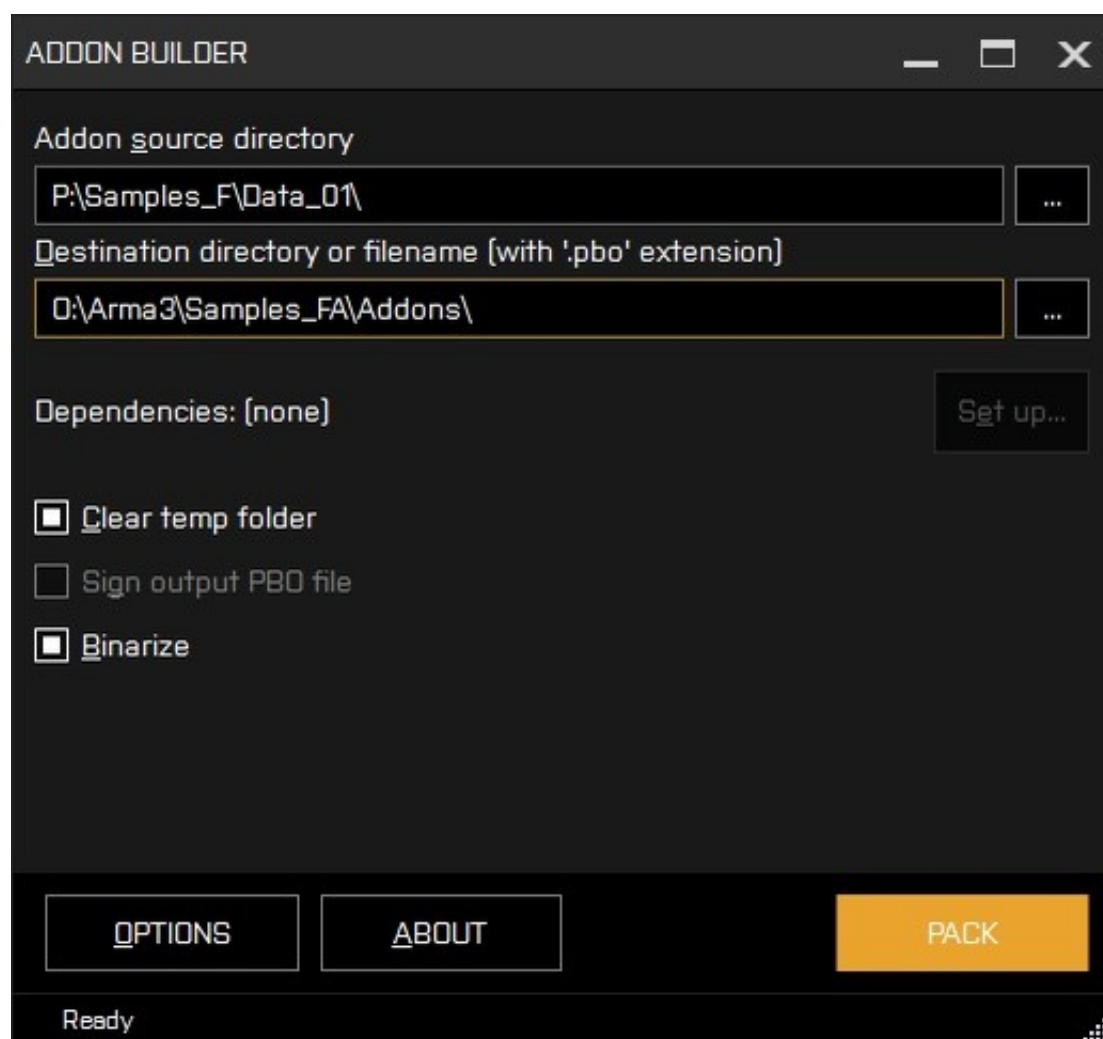 ADDON BUILDER
Addon source directory
P:\Samples_F\Data_01\
...
Destination directory or filename (with '.pbo' extension)
O:\Arma3\Samples_FA\Addons\
...
Dependencies: (none)
Set up...
Clear temp folder
Sign output PBO file
Binarize
OPTIONS
ABOUT
PACK
Ready